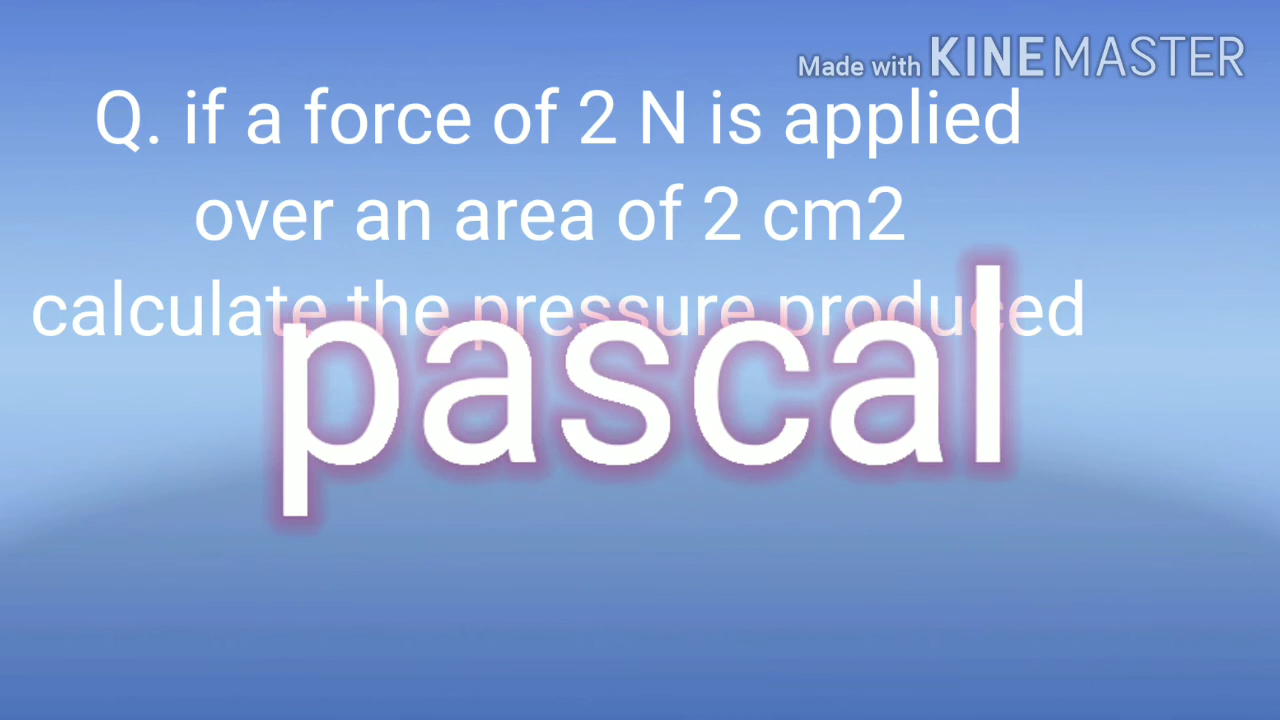 Made with KINEMASTER
Q. if a force of 2 N is applied
over an area of 2 cm2
calculate the pressure produced
pascal